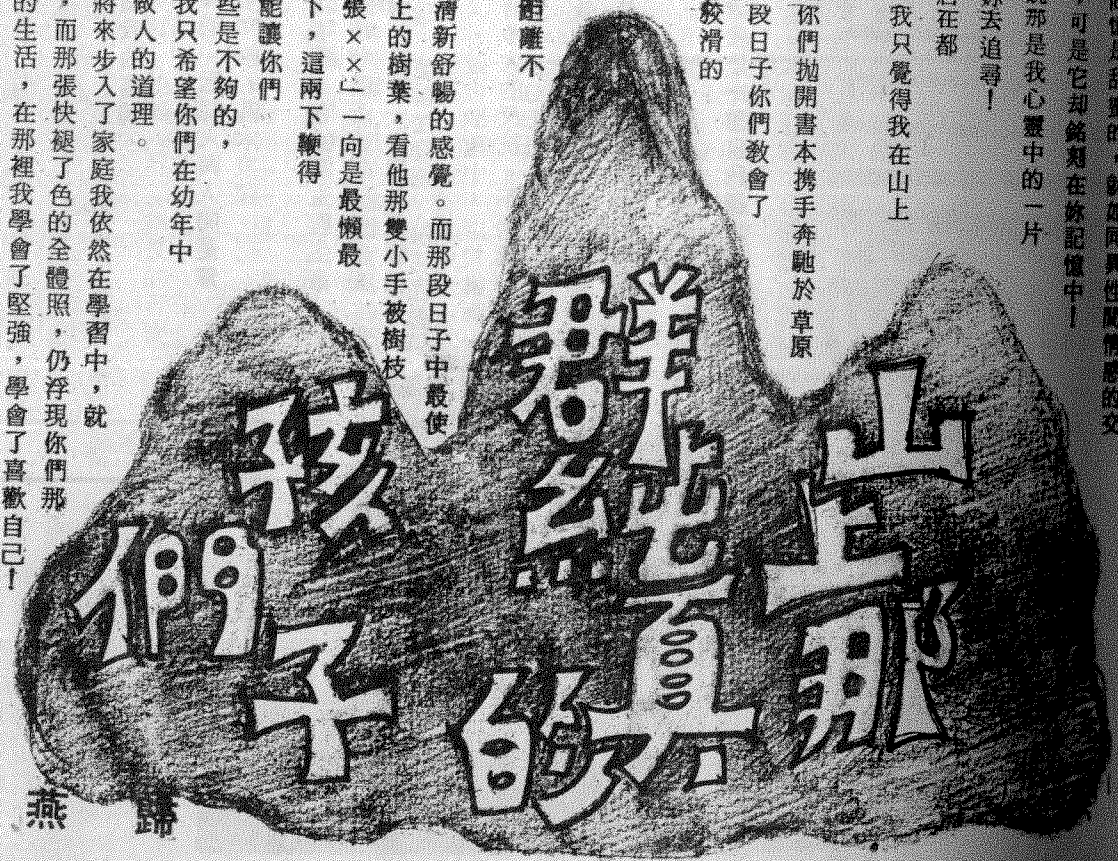 ,可是它却銘刻在妳記憶中!
那是我心靈中的一片
去追尋!
在都
我只覺得我在山上
你們拋開書本携手奔馳於草原
段日子你們教會了
滑的
距離不
清新舒暢的感覺。而那段日子中最使
上的樹葉,看他那雙小手被樹枝
張××」一向是最懶最
下,這兩下鞭得
能讓你們
些是不夠的,
我只希望你們在幼年中
做人的道理。
將來步入了家庭我依然在學習中,就
,而那張快褪了色的全體照,仍浮現你們那
的生活,在那裡我學會了堅強,學會了喜歡自己!
山上那
群純真的
孩子們
歸燕